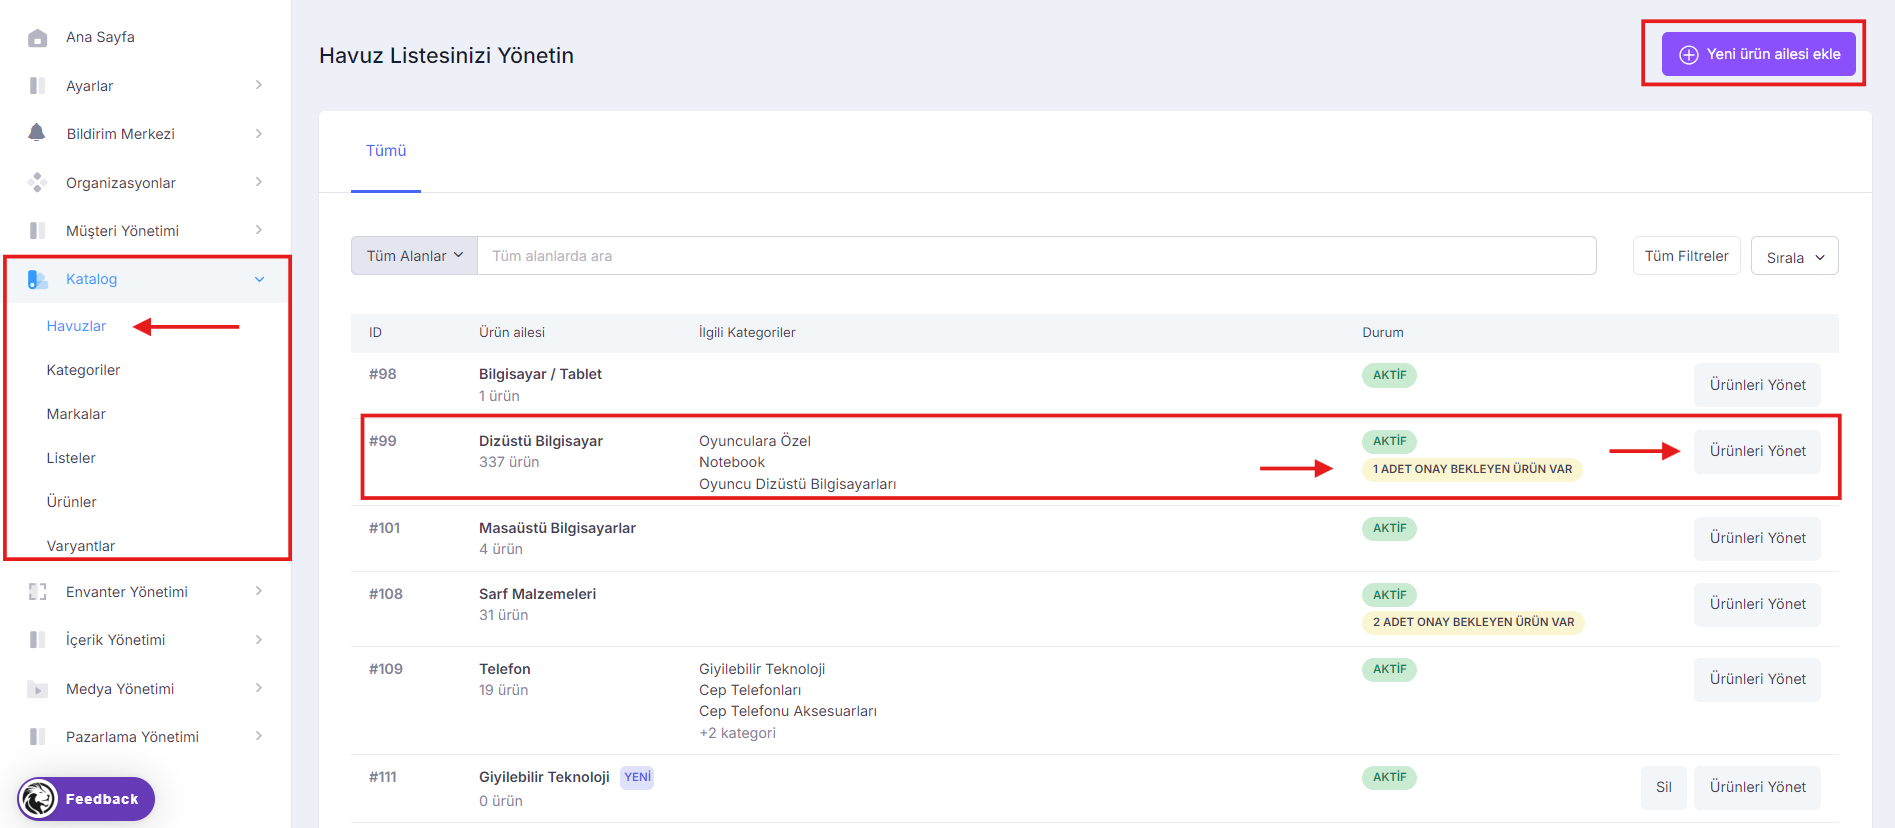 Ana Sayfa
Ayarlar
Bildirim Merkezi
Organizasyonlar
Müşteri Yönetimi
Katalog
Havuzlar
Kategoriler
Markalar
Listeler
Ürünler
Varyantlar
Envanter Yönetimi
İçerik Yönetimi
Medya Yönetimi
Pazarlama Yönetimi
Feedback
Havuz Listesinizi Yönetin
Yeni ürün ailesi ekle
Tümü
Tüm Alanlar
Tüm alanlarda ara
Tüm Filtreler
Sırala
ID Ürün ailesi İlgili Kategoriler Durum
#98 Bilgisayar / Tablet AKTİF Ürünleri Yönet
1 ürün
#99 Dizüstü Bilgisayar Oyunculara Özel AKTİF Ürünleri Yönet
337 ürün Notebook 1 ADET ONAY BEKLEYEN ÜRÜN VAR
Oyuncu Dizüstü Bilgisayarları
#101 Masaüstü Bilgisayarlar AKTİF Ürünleri Yönet
4 ürün
#108 Sarf Malzemeleri AKTİF Ürünleri Yönet
31 ürün 2 ADET ONAY BEKLEYEN ÜRÜN VAR
#109 Telefon Giyilebilir Teknoloji AKTİF Ürünleri Yönet
19 ürün Cep Telefonları
Cep Telefonu Aksesuarları
+2 kategori
#111 Giyilebilir Teknoloji YENİ AKTİF Sil Ürünleri Yönet
0 ürün